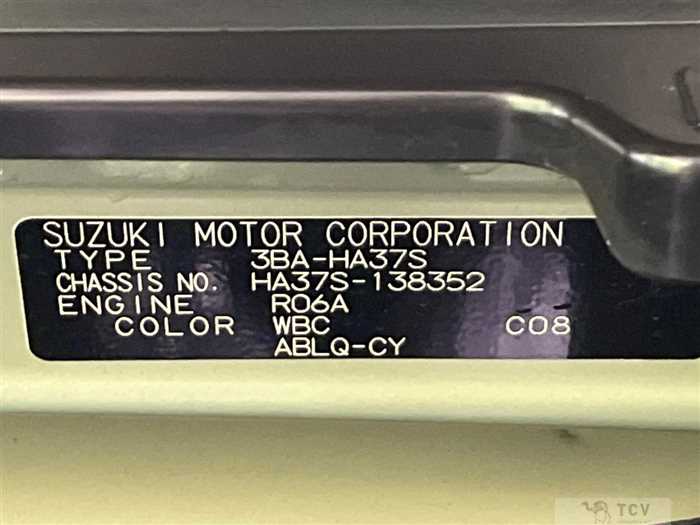 SUZUKI MOTOR CORPORATION
TYPE 3BA-HA37S
CHASSIS NO. HA37S-138352
ENGINE R06A
COLOR WBC C08
ABLQ-CY
TCV